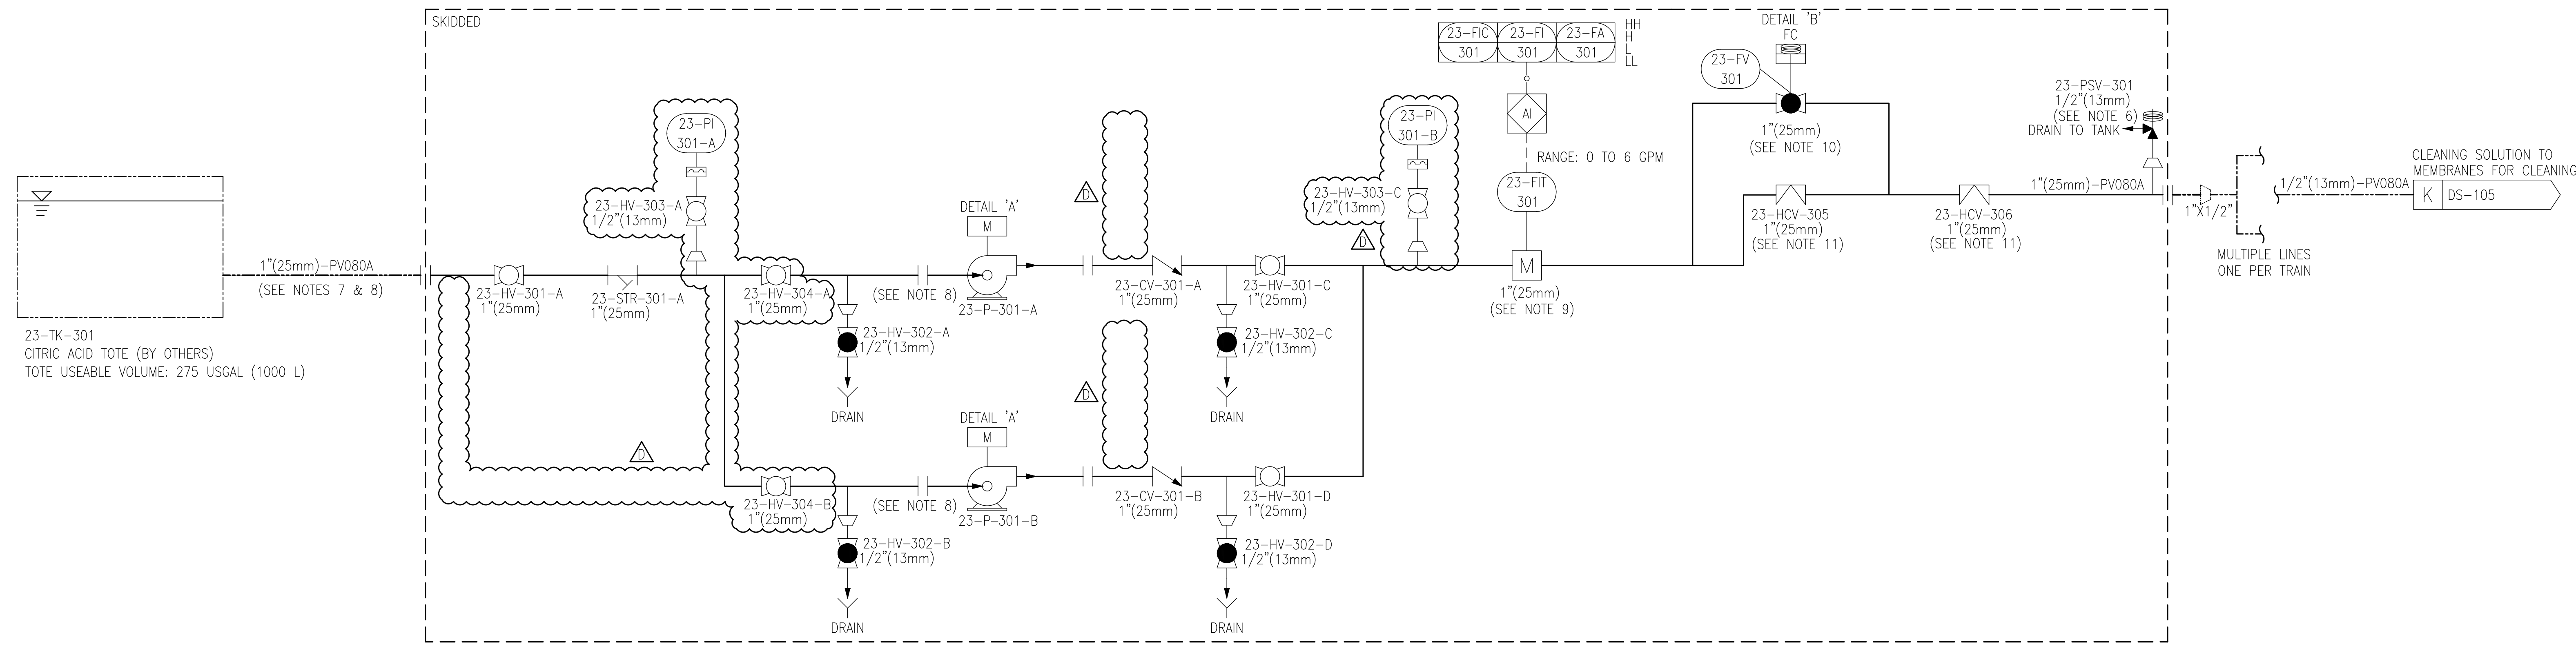 SKIDDED
23-TK-301
CITRIC ACID TOTE (BY OTHERS)
TOTE USEABLE VOLUME: 275 USGAL (1000 L)
1"(25mm)-PV080A
(SEE NOTES 7 & 8)
23-HV-301-A
1"(25mm)
23-STR-301-A
1"(25mm)
23-PI
301-A
23-HV-303-A
1/2"(13mm)
D
23-HV-304-A
1"(25mm)
23-HV-302-A
1/2"(13mm)
DRAIN
(SEE NOTE 8)
DETAIL 'A'
M
23-P-301-A
D
23-CV-301-A
1"(25mm)
23-HV-301-C
1"(25mm)
23-HV-302-C
1/2"(13mm)
DRAIN
23-HV-304-B
1"(25mm)
23-HV-302-B
1/2"(13mm)
DRAIN
(SEE NOTE 8)
DETAIL 'A'
M
23-P-301-B
D
23-CV-301-B
1"(25mm)
23-HV-301-D
1"(25mm)
23-HV-302-D
1/2"(13mm)
DRAIN
23-PI
301-B
23-HV-303-C
1/2"(13mm)
D
23-FIC
301
23-FI
301
23-FA
301
HH
H
L
LL
AI
RANGE: 0 TO 6 GPM
23-FIT
301
M
1"(25mm)
(SEE NOTE 9)
DETAIL 'B'
FC
23-FV
301
1"(25mm)
(SEE NOTE 10)
23-HCV-305
1"(25mm)
(SEE NOTE 11)
23-HCV-306
1"(25mm)
(SEE NOTE 11)
23-PSV-301
1/2"(13mm)
(SEE NOTE 6)
DRAIN TO TANK
1"(25mm)-PV080A
1"X1/2"
MULTIPLE LINES
ONE PER TRAIN
1/2"(13mm)-PV080A
CLEANING SOLUTION TO
MEMBRANES FOR CLEANING
K
DS-105